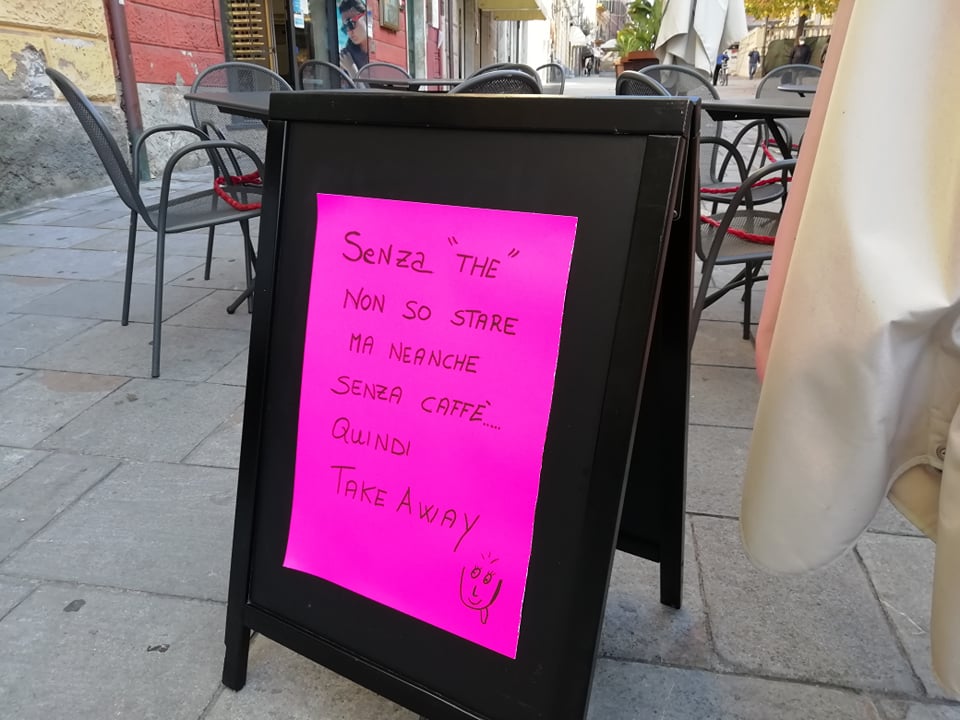 Senza "THE"
NON SO STARE
MA NEANCHE
SENZA CAFFÈ.....
QUINDI
TAKE AWAY